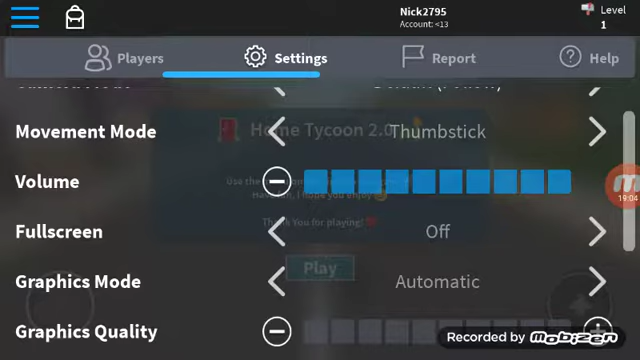 Nick2795
Account: <13
Level
1
Players
Settings
Report
Help
Movement Mode
Thumbstick
Home Tycoon 2.0
Volume
Thank You for playing!
19:04
Fullscreen
Off
Play
Graphics Mode
Automatic
Graphics Quality
Recorded by mobizen